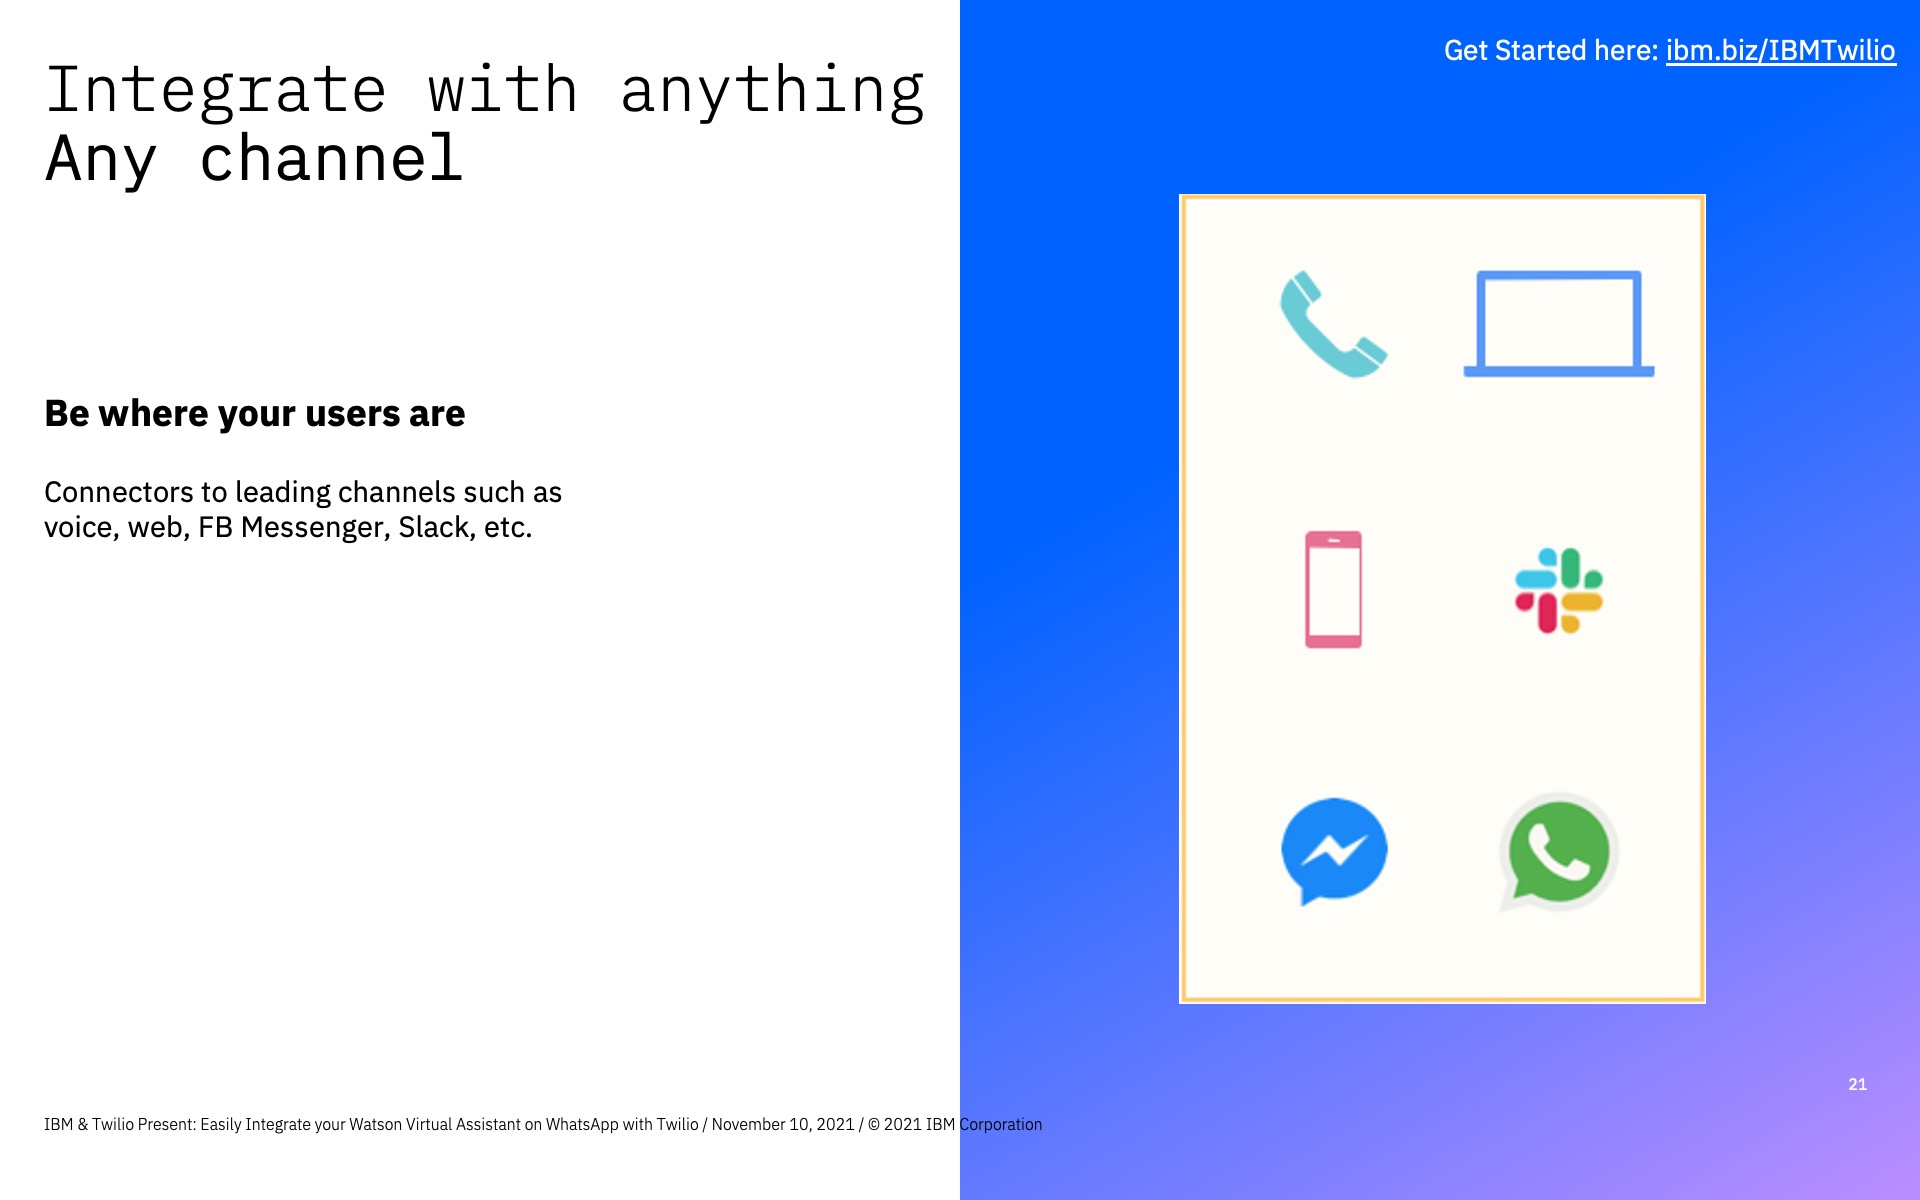 Get Started here: ibm.biz/IBMTwilio
Integrate with anything
Any channel
Be where your users are
Connectors to leading channels such as
voice, web, FB Messenger, Slack, etc.
21
IBM & Twilio Present: Easily Integrate your Watson Virtual Assistant on WhatsApp with Twilio / November 10, 2021 / © 2021 IBM Corporation